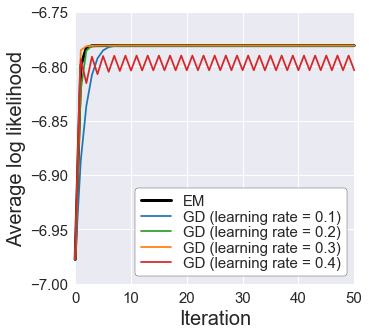 −6.75
−6.80
−6.85
−6.90
−6.95
−7.00
Average log likelihood
EM
GD (learning rate = 0.1)
GD (learning rate = 0.2)
GD (learning rate = 0.3)
GD (learning rate = 0.4)
0 10 20 30 40 50
Iteration